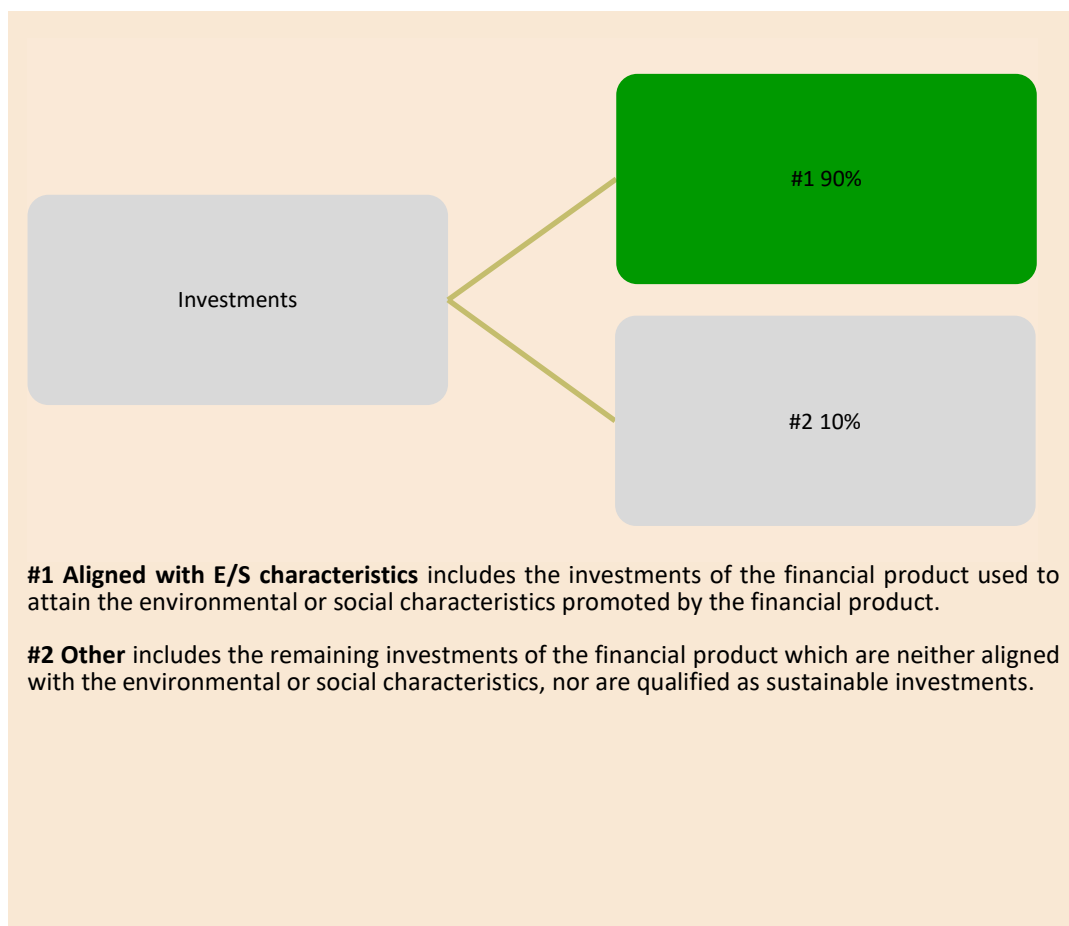 #1 90%
Investments
#2 10%
#1 Aligned with E/S characteristics includes the investments of the financial product used to
attain the environmental or social characteristics promoted by the financial product.
#2 Other includes the remaining investments of the financial product which are neither aligned
with the environmental or social characteristics, nor are qualified as sustainable investments.